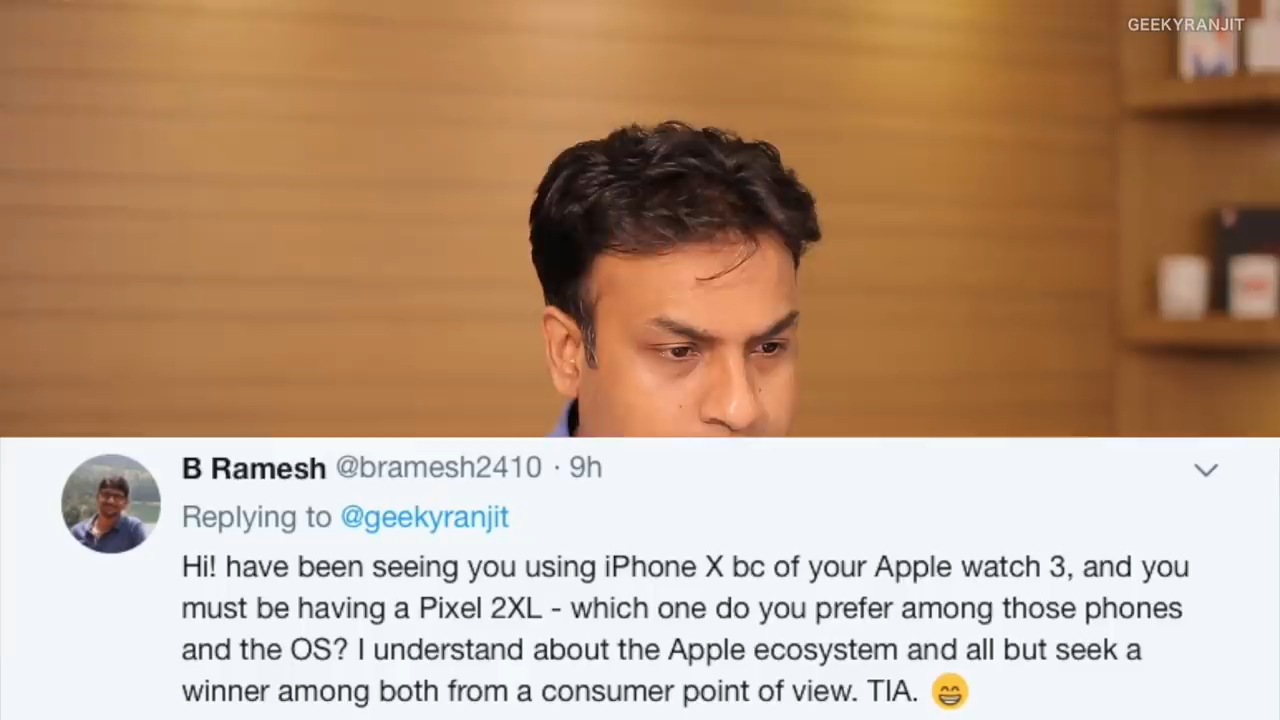 GEEKYRANJIT
B Ramesh @bramesh2410 · 9h
Replying to @geekyranjit
Hi! have been seeing you using iPhone X bc of your Apple watch 3, and you
must be having a Pixel 2XL - which one do you prefer among those phones
and the OS? I understand about the Apple ecosystem and all but seek a
winner among both from a consumer point of view. TIA. 😁